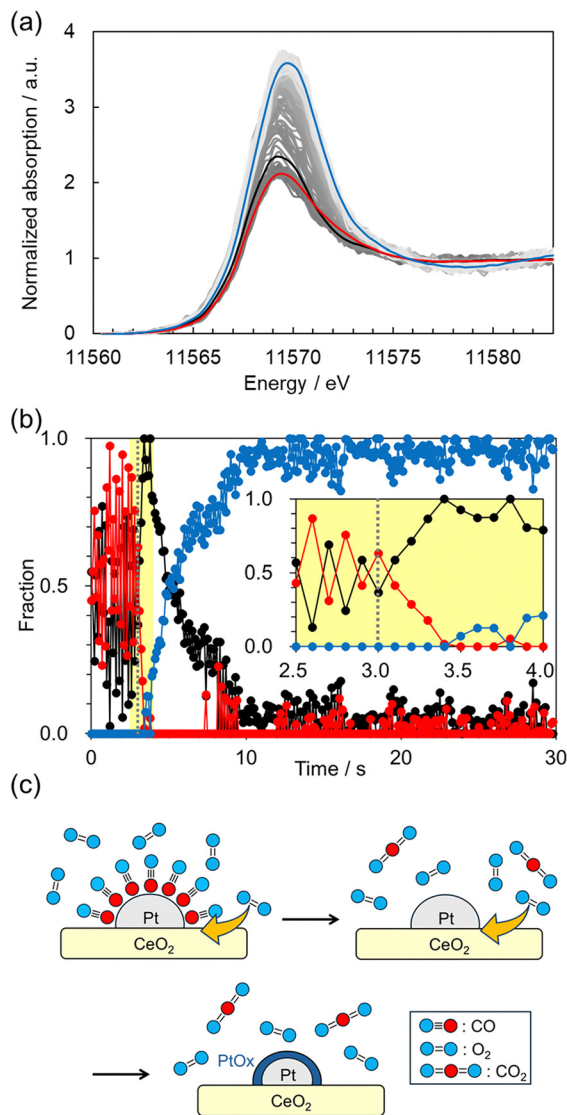 (a)
Normalized absorption / a.u.
4
3
2
1
0
11560 11565 11570 11575 11580
Energy / eV
(b)
Fraction
1.0
0.5
0.0
0 10 20 30
Time / s
1.0
0.5
0.0
2.5 3.0 3.5 4.0
(c)
Pt
CeO₂
Pt
CeO₂
PtOx
Pt
CeO₂
: CO
: O₂
: CO₂